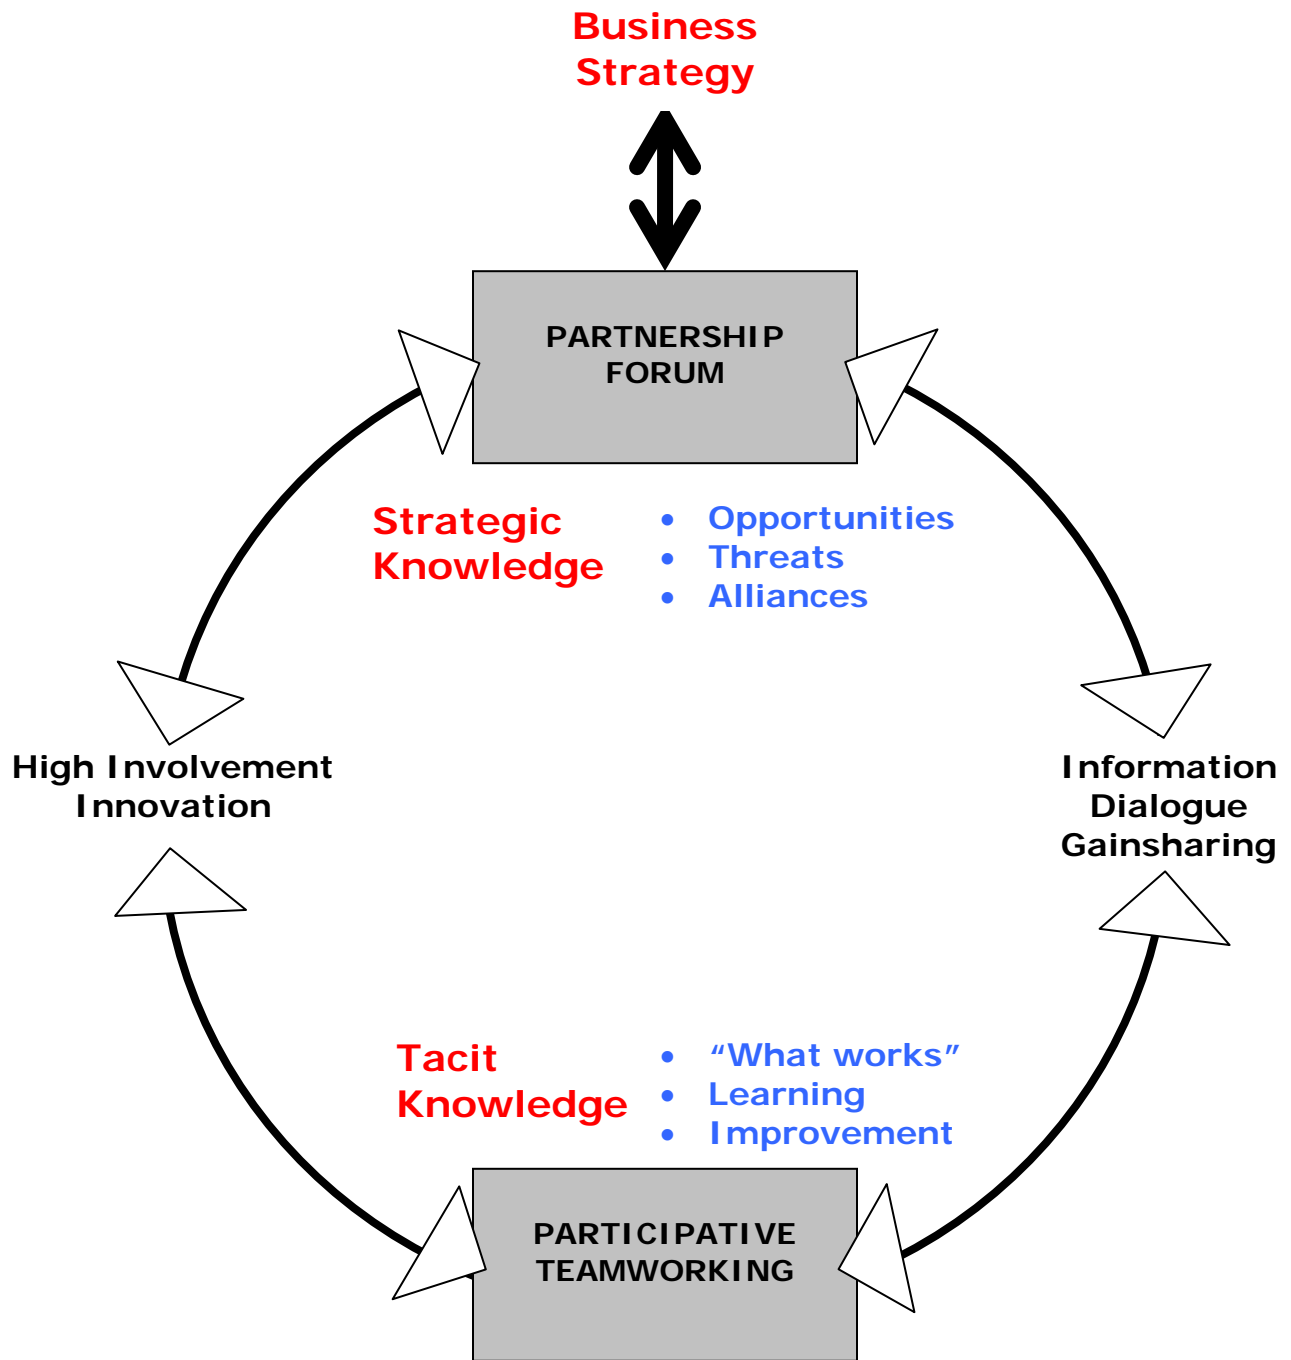 Business
Strategy
PARTNERSHIP
FORUM
Strategic
Knowledge
• Opportunities
• Threats
• Alliances
High Involvement
Innovation
Information
Dialogue
Gainsharing
Tacit
Knowledge
• “What works”
• Learning
• Improvement
PARTICIPATIVE
TEAMWORKING